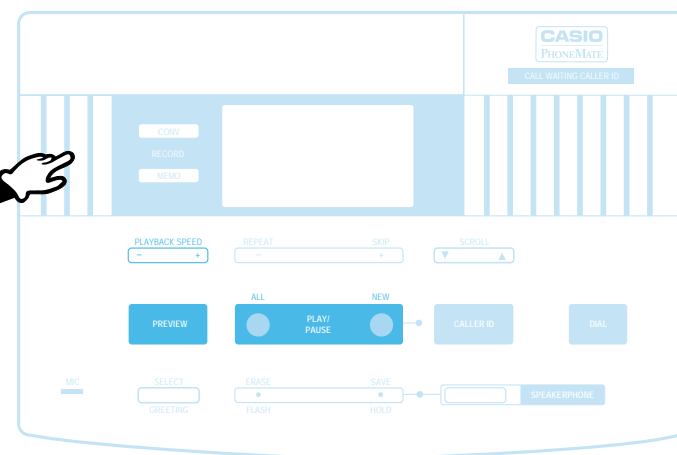 CASIO
PHONEMATE
CALL WAITING CALLER ID
CONV
RECORD
MEMO
PLAYBACK SPEED
− +
REPEAT SKIP
− +
SCROLL
▼ ▲
ALL NEW
PREVIEW
PLAY/
PAUSE
CALLER ID
DIAL
MIC
SELECT
GREETING
ERASE SAVE
FLASH HOLD
SPEAKERPHONE